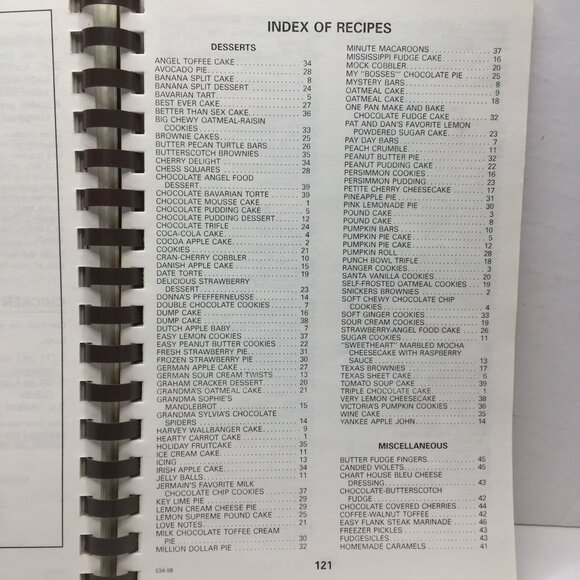 INDEX OF RECIPES
DESSERTS
ANGEL TOFFEE CAKE 34
AVOCADO PIE 28
BANANA SPLIT CAKE 8
BANANA SPLIT DESSERT 24
BAVARIAN TART 5
BEST EVER CAKE 27
BETTER THAN SEX CAKE 36
BIG CHEWY OATMEAL-RAISIN
COOKIES 33
BROWNIE CAKES 25
BUTTER PECAN TURTLE BARS 26
BUTTERSCOTCH BROWNIES 35
CHERRY DELIGHT 34
CHESS SQUARES 28
CHOCOLATE ANGEL FOOD
DESSERT 39
CHOCOLATE BAVARIAN TORTE 39
CHOCOLATE MOUSSE CAKE 1
CHOCOLATE PUDDING CAKE 5
CHOCOLATE PUDDING DESSERT 12
CHOCOLATE TRIFLE 24
COCA-COLA CAKE 4
COCOA APPLE CAKE 2
COOKIES 21
CRAN-CHERRY COBBLER 10
DANISH APPLE CAKE 15
DATE TORTE 19
DELICIOUS STRAWBERRY
DESSERT 23
DONNA'S PFEFFERNEUSSE 14
DOUBLE CHOCOLATE COOKIES 7
DUMP CAKE 16
DUMP CAKE 38
DUTCH APPLE BABY 7
EASY LEMON COOKIES 37
EASY PEANUT BUTTER COOKIES 22
FRESH STRAWBERRY PIE 31
FROZEN STRAWBERRY PIE 30
GERMAN APPLE CAKE 27
GERMAN SOUR CREAM TWISTS 13
GRAHAM CRACKER DESSERT 20
GRANDMA'S OATMEAL CAKE 21
GRANDMA SOPHIE'S
MANDLEBROT 15
GRANDMA SYLVIA'S CHOCOLATE
SPIDERS 14
HARVEY WALLBANGER CAKE 9
HEARTY CARROT CAKE 1
HOLIDAY FRUITCAKE 35
ICE CREAM CAKE 11
ICING 13
IRISH APPLE CAKE 34
JELLY BALLS 11
JERMAIN'S FAVORITE MILK
CHOCOLATE CHIP COOKIES 37
KEY LIME PIE 29
LEMON CREAM CHEESE PIE 29
LEMON SUPREME POUND CAKE 25
LOVE NOTES 21
MILK CHOCOLATE TOFFEE CREAM
PIE 30
MILLION DOLLAR PIE 32
MINUTE MACAROONS 37
MISSISSIPPI FUDGE CAKE 16
MOCK COBBLER 20
MY "BOSSES'" CHOCOLATE PIE 25
MYSTERY BARS 8
OATMEAL CAKE 9
OATMEAL CAKE 18
ONE PAN MAKE AND BAKE
CHOCOLATE FUDGE CAKE 32
PAT AND DAN'S FAVORITE LEMON
POWDERED SUGAR CAKE 23
PAY DAY BARS 7
PEACH CRUMBLE 11
PEANUT BUTTER PIE 32
PEANUT PUDDING CAKE 22
PERSIMMON COOKIES 16
PERSIMMON PUDDING 23
PETITE CHERRY CHEESECAKE 17
PINEAPPLE PIE 31
PINK LEMONADE PIE 30
POUND CAKE 3
POUND CAKE 8
PUMPKIN BARS 10
PUMPKIN PIE CAKE 5
PUMPKIN PIE CAKE 12
PUMPKIN ROLL 28
PUNCH BOWL TRIFLE 18
RANGER COOKIES 3
SANTA VANILLA COOKIES 20
SELF-FROSTED OATMEAL COOKIES 19
SNICKERS BROWNIES 2
SOFT CHEWY CHOCOLATE CHIP
COOKIES 4
SOFT GINGER COOKIES 33
SOUR CREAM COOKIES 19
STRAWBERRY-ANGEL FOOD CAKE 26
SUGAR COOKIES 11
"SWEETHEART" MARBLED MOCHA
CHEESECAKE WITH RASPBERRY
SAUCE 13
TEXAS BROWNIES 17
TEXAS SHEET CAKE 6
TOMATO SOUP CAKE 39
TRIPLE CHOCOLATE CAKE 1
VERY LEMON CHEESECAKE 38
VICTORIA'S PUMPKIN COOKIES 36
WINE CAKE 35
YANKEE APPLE JOHN 14
MISCELLANEOUS
BUTTER FUDGE FINGERS 45
CANDIED VIOLETS 45
CHART HOUSE BLEU CHEESE
DRESSING 43
CHOCOLATE-BUTTERSCOTCH
FUDGE 42
CHOCOLATE COVERED CHERRIES 44
COFFEE-WALNUT TOFFEE 42
EASY FLANK STEAK MARINADE 46
FREEZER PICKLES 43
FUDGESICLES 43
HOMEMADE CARAMELS 41
534-98
121
CHICKEN